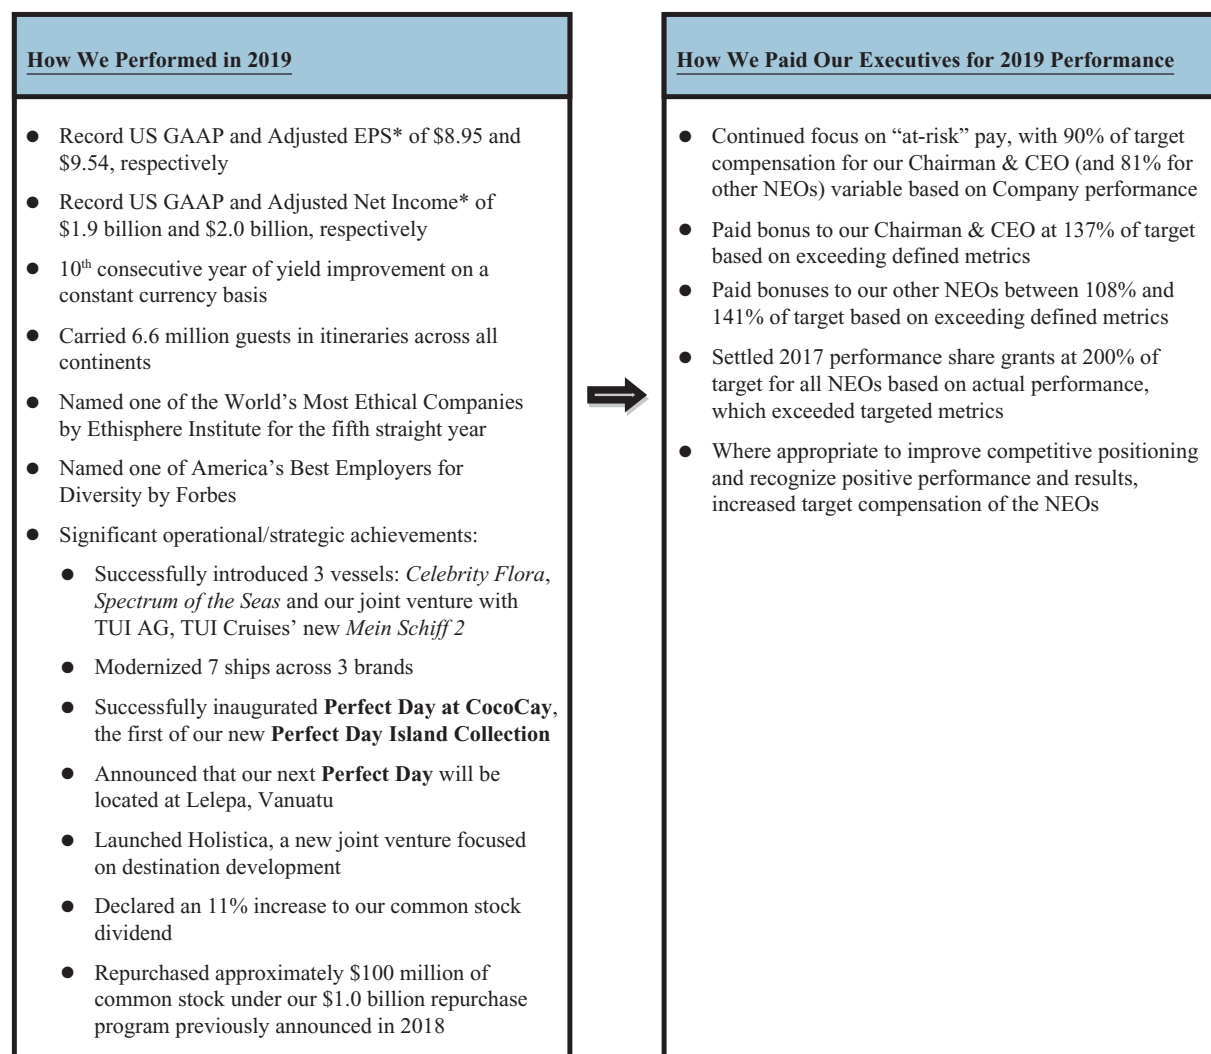 How We Performed in 2019
● Record US GAAP and Adjusted EPS* of $8.95 and
$9.54, respectively
● Record US GAAP and Adjusted Net Income* of
$1.9 billion and $2.0 billion, respectively
● 10th consecutive year of yield improvement on a
constant currency basis
● Carried 6.6 million guests in itineraries across all
continents
● Named one of the World’s Most Ethical Companies
by Ethisphere Institute for the fifth straight year
● Named one of America’s Best Employers for
Diversity by Forbes
● Significant operational/strategic achievements:
● Successfully introduced 3 vessels: Celebrity Flora,
Spectrum of the Seas and our joint venture with
TUI AG, TUI Cruises’ new Mein Schiff 2
● Modernized 7 ships across 3 brands
● Successfully inaugurated Perfect Day at CocoCay,
the first of our new Perfect Day Island Collection
● Announced that our next Perfect Day will be
located at Lelepa, Vanuatu
● Launched Holistica, a new joint venture focused
on destination development
● Declared an 11% increase to our common stock
dividend
● Repurchased approximately $100 million of
common stock under our $1.0 billion repurchase
program previously announced in 2018
How We Paid Our Executives for 2019 Performance
● Continued focus on “at-risk” pay, with 90% of target
compensation for our Chairman & CEO (and 81% for
other NEOs) variable based on Company performance
● Paid bonus to our Chairman & CEO at 137% of target
based on exceeding defined metrics
● Paid bonuses to our other NEOs between 108% and
141% of target based on exceeding defined metrics
● Settled 2017 performance share grants at 200% of
target for all NEOs based on actual performance,
which exceeded targeted metrics
● Where appropriate to improve competitive positioning
and recognize positive performance and results,
increased target compensation of the NEOs